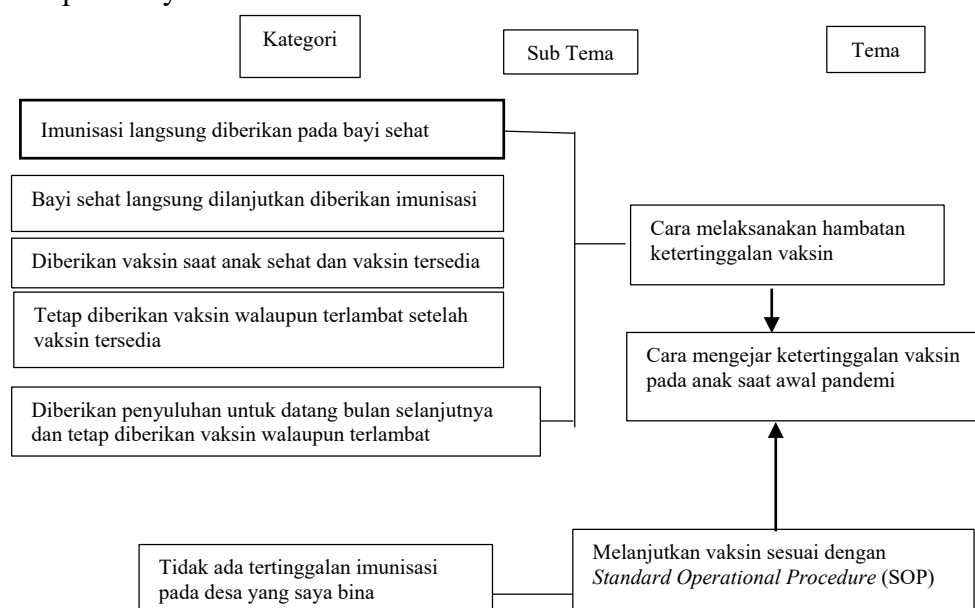 Kategori
Sub Tema
Tema
Imunisasi langsung diberikan pada bayi sehat
Bayi sehat langsung dilanjutkan diberikan imunisasi
Diberikan vaksin saat anak sehat dan vaksin tersedia
Tetap diberikan vaksin walaupun terlambat setelah
vaksin tersedia
Diberikan penyuluhan untuk datang bulan selanjutnya
dan tetap diberikan vaksin walaupun terlambat
Cara melaksanakan hambatan
ketertinggalan vaksin
Cara mengejar ketertinggalan vaksin
pada anak saat awal pandemi
Tidak ada tertinggalan imunisasi
pada desa yang saya bina
Melanjutkan vaksin sesuai dengan
Standard Operational Procedure (SOP)